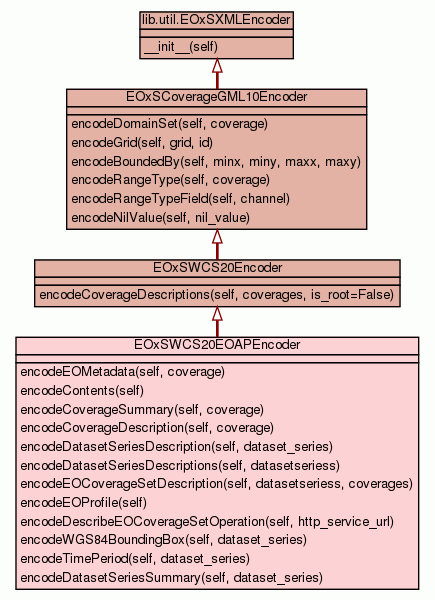 lib.util.EOxSXMLEncoder
__init__(self)
EOxSCoverageGML10Encoder
encodeDomainSet(self, coverage)
encodeGrid(self, grid, id)
encodeBoundedBy(self, minx, miny, maxx, maxy)
encodeRangeType(self, coverage)
encodeRangeTypeField(self, channel)
encodeNilValue(self, nil_value)
EOxSWCS20Encoder
encodeCoverageDescriptions(self, coverages, is_root=False)
EOxSWCS20EOAPEncoder
encodeEOMetadata(self, coverage)
encodeContents(self)
encodeCoverageSummary(self, coverage)
encodeCoverageDescription(self, coverage)
encodeDatasetSeriesDescription(self, dataset_series)
encodeDatasetSeriesDescriptions(self, datasetseriess)
encodeEOCoverageSetDescription(self, datasetseriess, coverages)
encodeEOProfile(self)
encodeDescribeEOCoverageSetOperation(self, http_service_url)
encodeWGS84BoundingBox(self, dataset_series)
encodeTimePeriod(self, dataset_series)
encodeDatasetSeriesSummary(self, dataset_series)